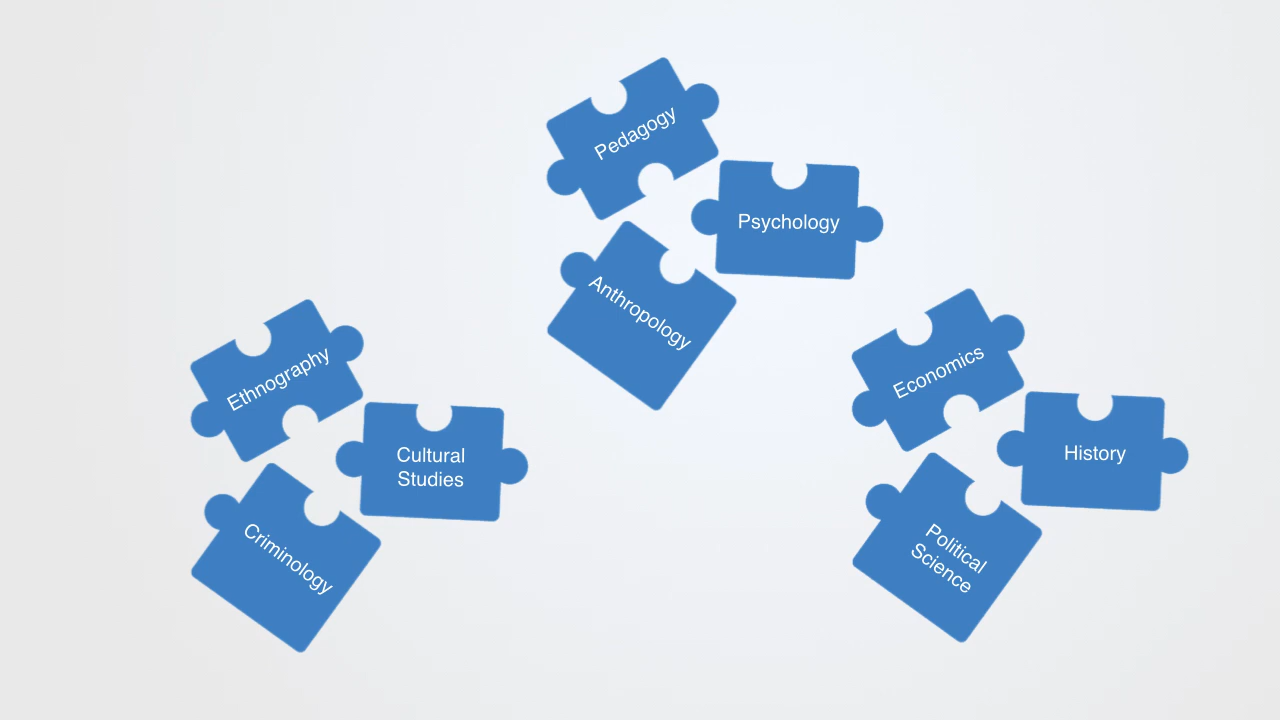 Pedagogy
Psychology
Anthropology
Ethnography
Cultural
Studies
Criminology
Economics
History
Political
Science